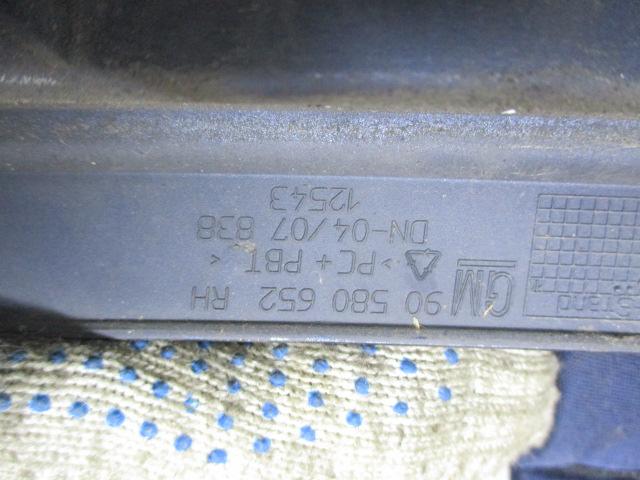 GM 90 580 652 RH
>PC + PBT<
DN-04/07 838
12543